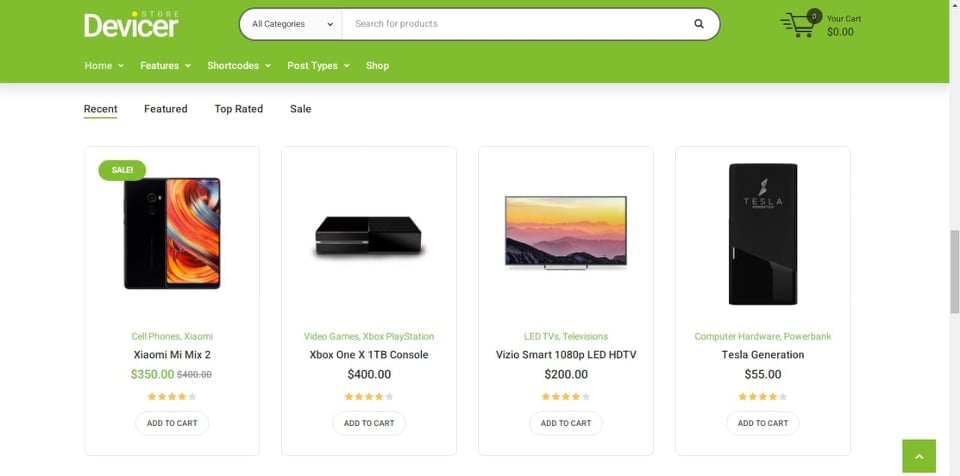 STORE
Devicer
All Categories
Search for products
0
Your Cart
$0.00
Home
Features
Shortcodes
Post Types
Shop
Recent
Featured
Top Rated
Sale
SALE!
Cell Phones, Xiaomi
Xiaomi Mi Mix 2
$350.00 $400.00
ADD TO CART
Video Games, Xbox PlayStation
Xbox One X 1TB Console
$400.00
ADD TO CART
LED TVs, Televisions
Vizio Smart 1080p LED HDTV
$200.00
ADD TO CART
TESLA
GENERATION
Computer Hardware, Powerbank
Tesla Generation
$55.00
ADD TO CART